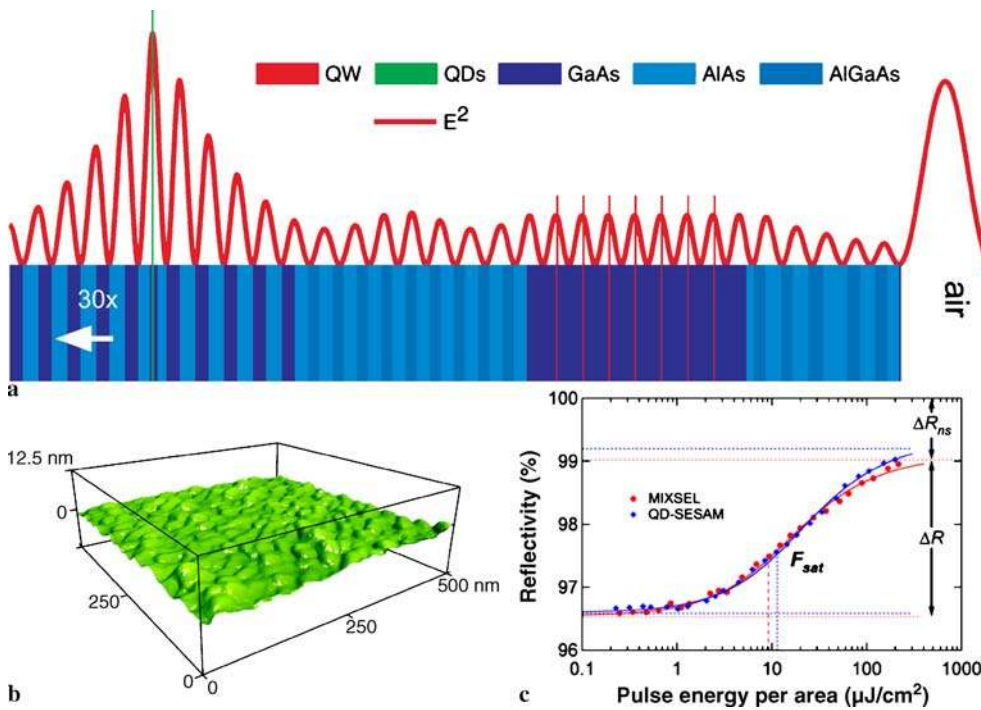 QW QDs GaAs AlAs AlGaAs
E²
30x
air
a
12.5 nm
0
250
0
0
250
500 nm
b
100
99
98
97
96
Reflectivity (%)
0.1 1 10 100 1000
Pulse energy per area (µJ/cm²)
MIXSEL
QD-SESAM
F_sat
ΔR_ns
ΔR
c